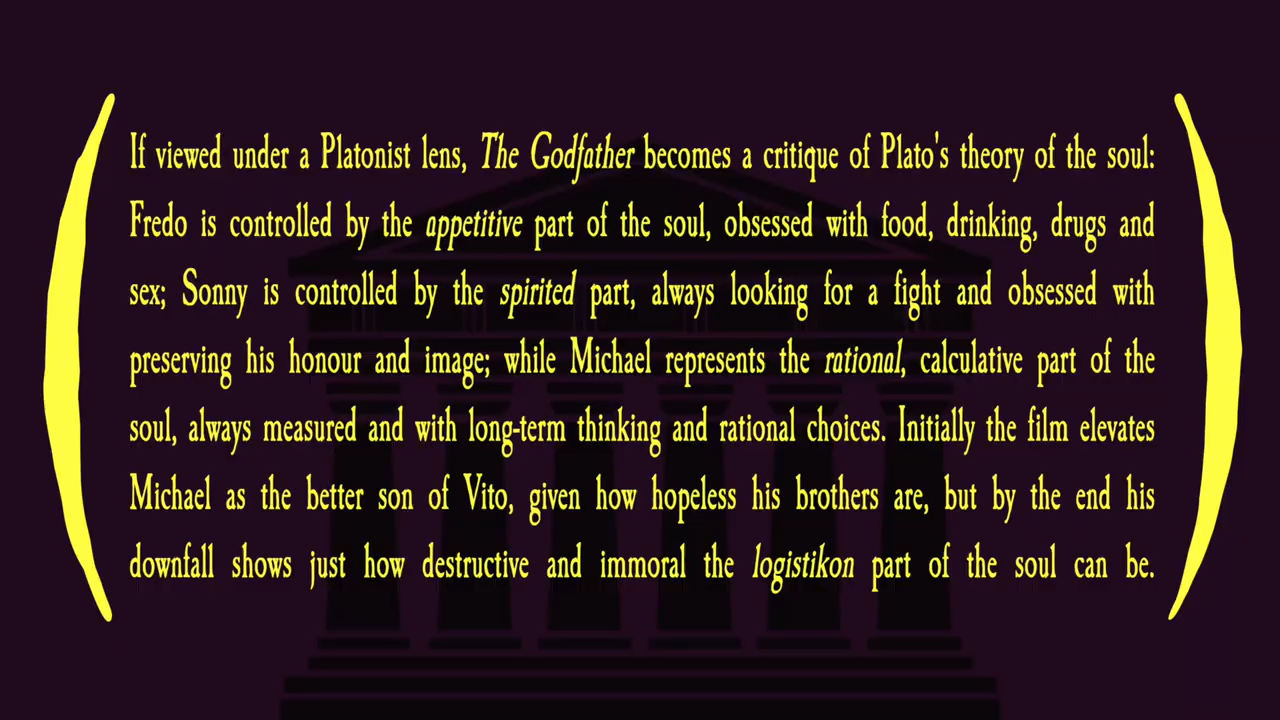 If viewed under a Platonist lens, The Godfather becomes a critique of Plato's theory of the soul:
Fredo is controlled by the appetitive part of the soul, obsessed with food, drinking, drugs and
sex; Sonny is controlled by the spirited part, always looking for a fight and obsessed with
preserving his honour and image; while Michael represents the rational, calculative part of the
soul, always measured and with long-term thinking and rational choices. Initially the film elevates
Michael as the better son of Vito, given how hopeless his brothers are, but by the end his
downfall shows just how destructive and immoral the logistikon part of the soul can be.